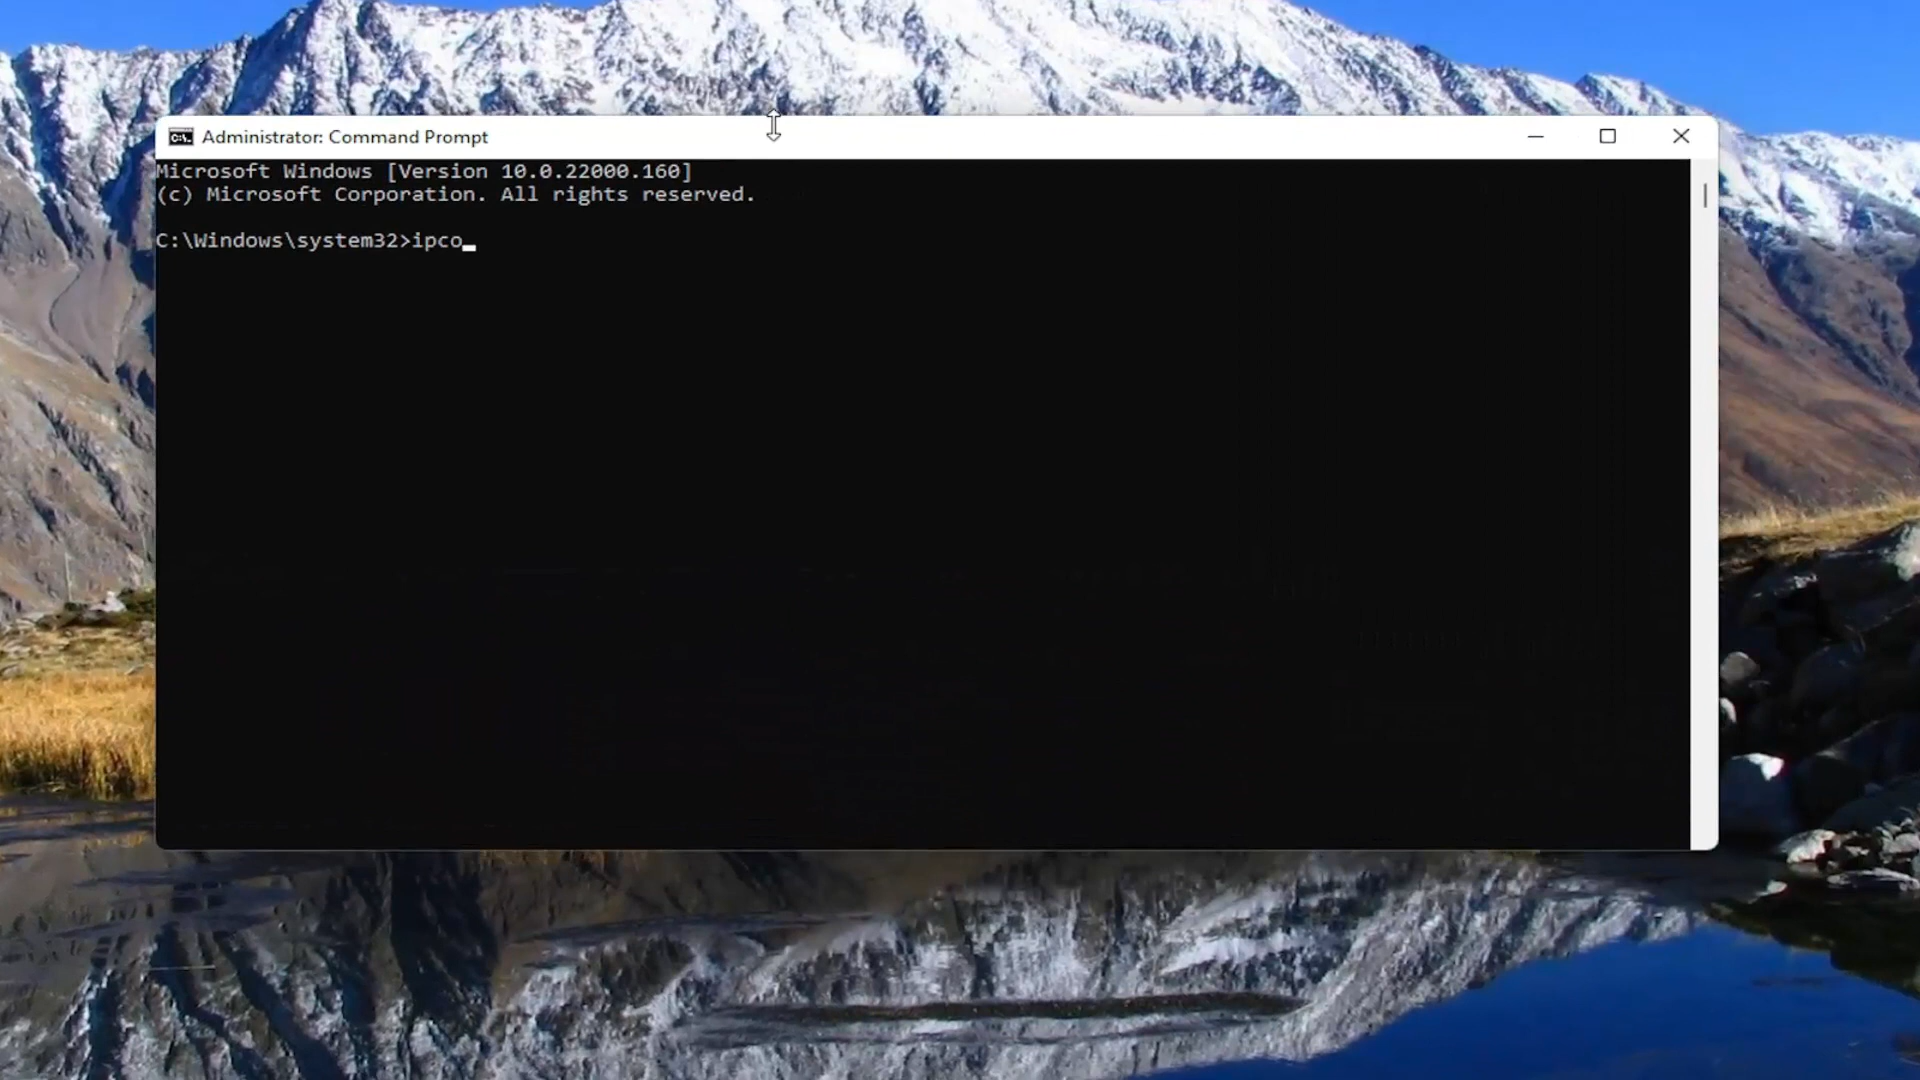 Administrator: Command Prompt
Microsoft Windows [Version 10.0.22000.160]
(c) Microsoft Corporation. All rights reserved.
C:\Windows\system32>ipco